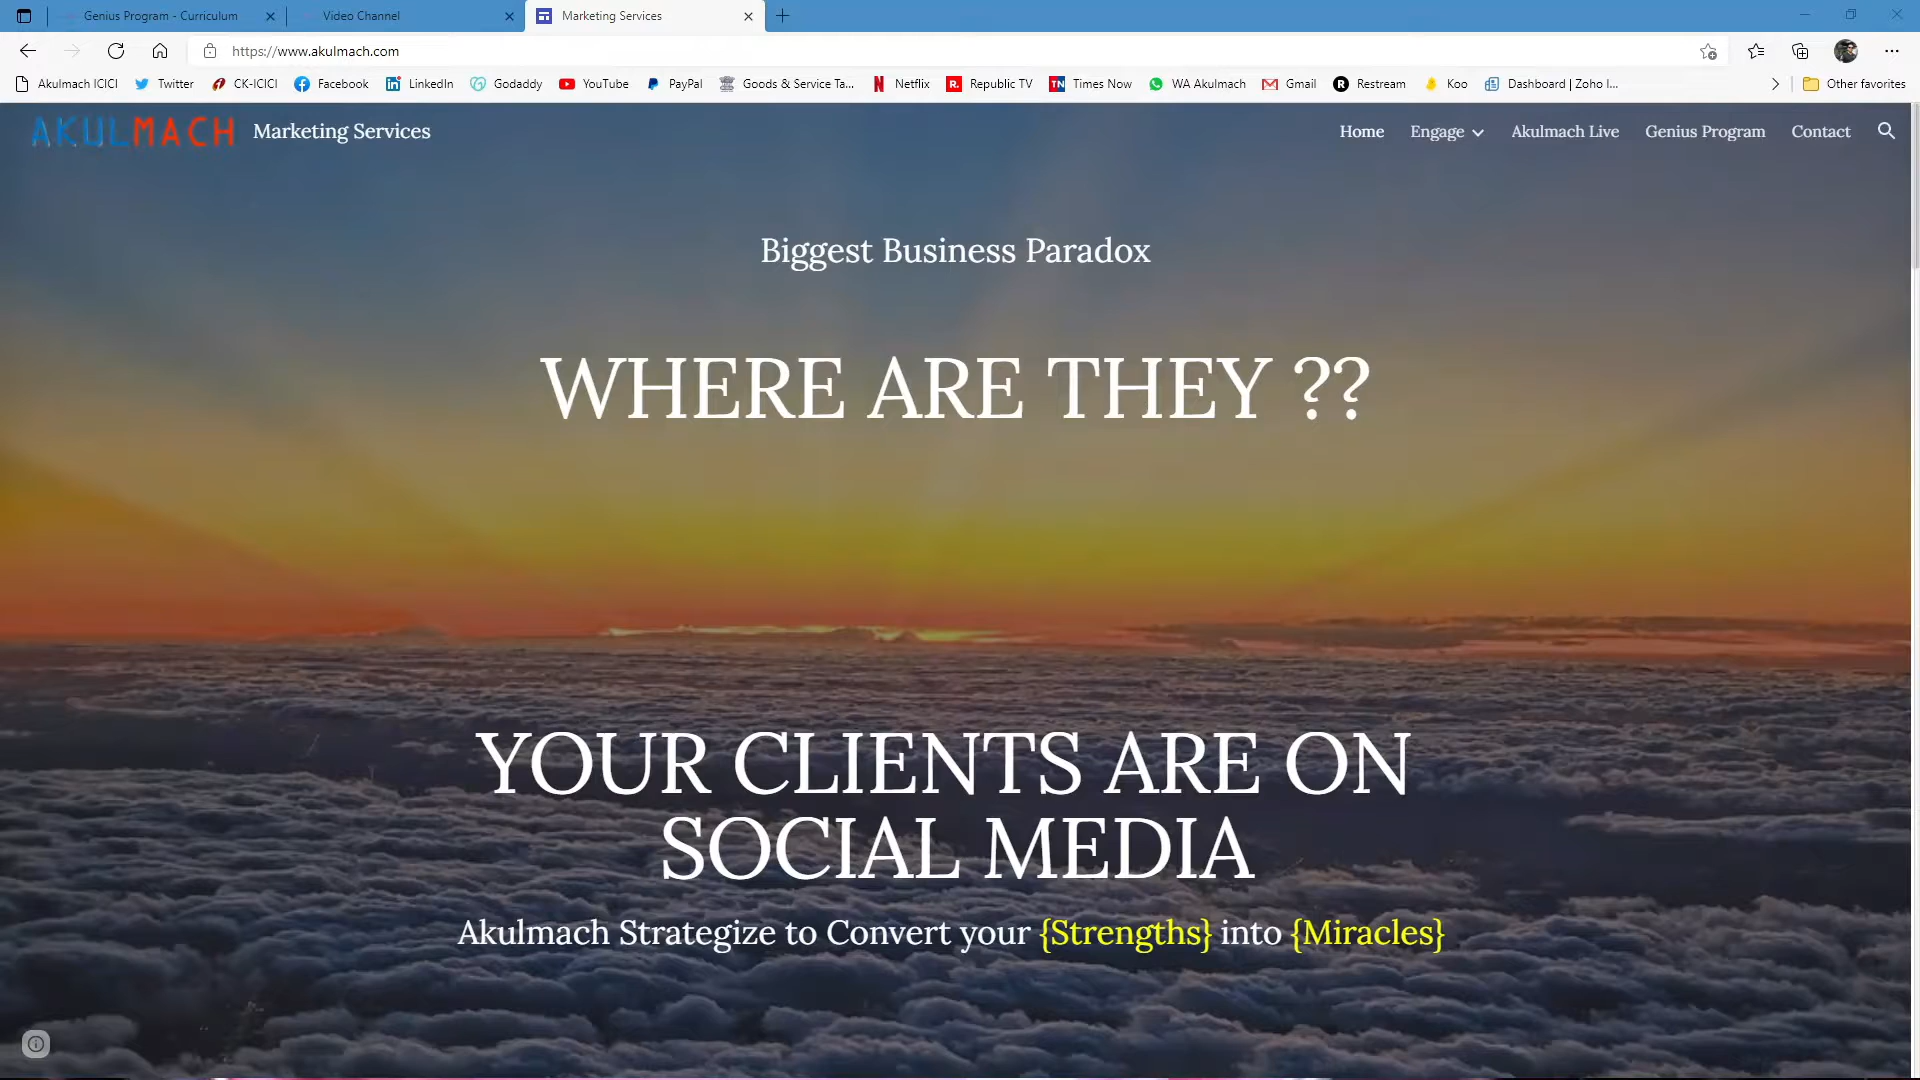 Genius Program - Curriculum
Video Channel
Marketing Services
https://www.akulmach.com
Akulmach ICICI
Twitter
CK-ICICI
Facebook
LinkedIn
Godaddy
YouTube
PayPal
Goods & Service Ta...
Netflix
Republic TV
Times Now
WA Akulmach
Gmail
Restream
Koo
Dashboard | Zoho I...
Other favorites
AKULMACH
Marketing Services
Home
Engage
Akulmach Live
Genius Program
Contact
Biggest Business Paradox
WHERE ARE THEY ??
YOUR CLIENTS ARE ON
SOCIAL MEDIA
Akulmach Strategize to Convert your {Strengths} into {Miracles}